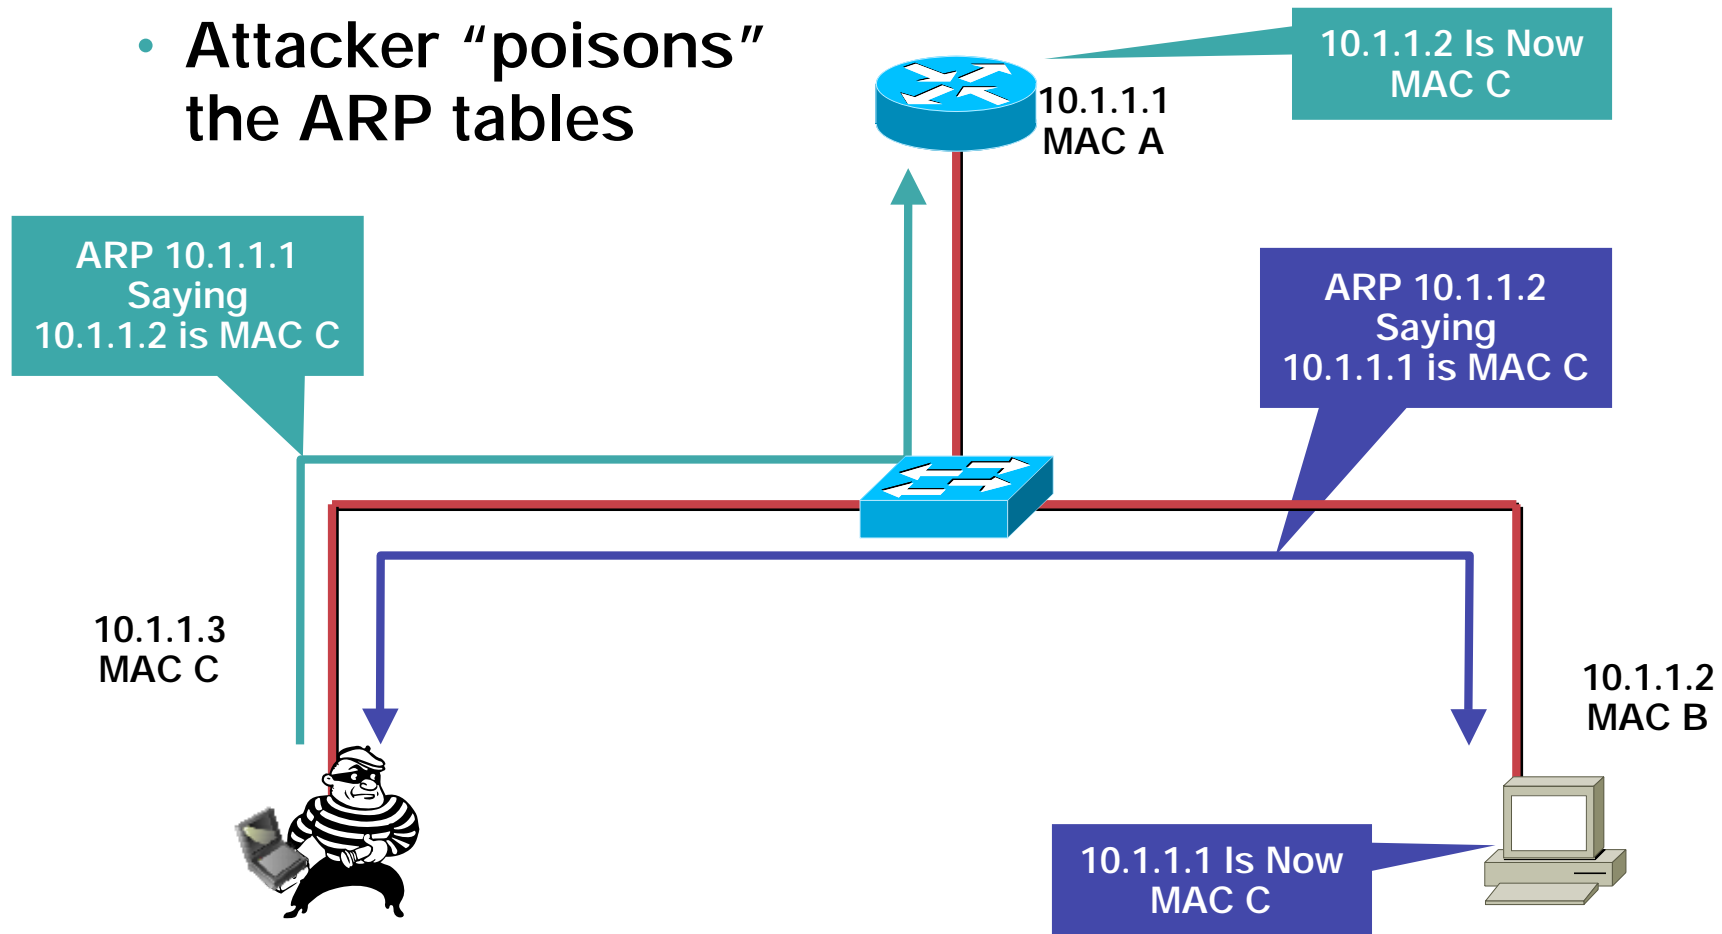 • Attacker “poisons”
the ARP tables
10.1.1.2 Is Now
MAC C
10.1.1.1
MAC A
ARP 10.1.1.1
Saying
10.1.1.2 is MAC C
ARP 10.1.1.2
Saying
10.1.1.1 is MAC C
10.1.1.3
MAC C
10.1.1.2
MAC B
10.1.1.1 Is Now
MAC C